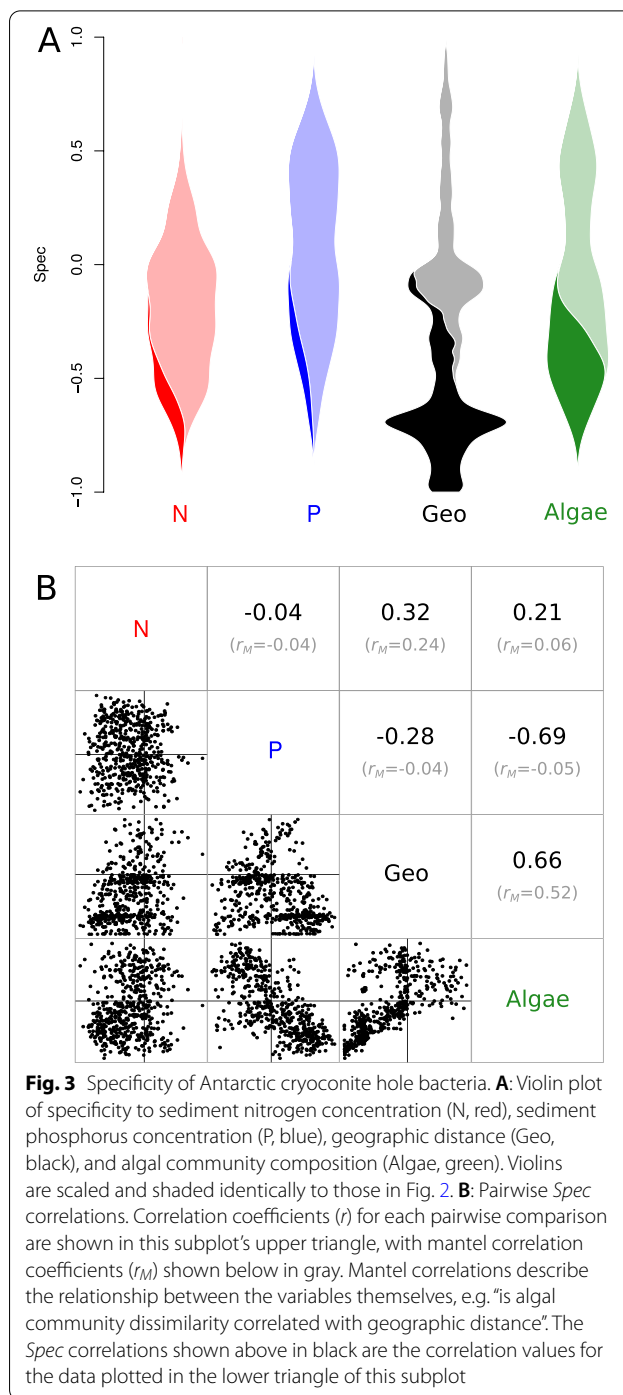 A
1.0
0.5
0.0
−0.5
−1.0
Spec
N P Geo Algae
B
N -0.04 0.32 0.21
(rM=-0.04) (rM=0.24) (rM=0.06)
P -0.28 -0.69
(rM=-0.04) (rM=-0.05)
Geo 0.66
(rM=0.52)
Algae
Fig. 3 Specificity of Antarctic cryoconite hole bacteria. A: Violin plot
of specificity to sediment nitrogen concentration (N, red), sediment
phosphorus concentration (P, blue), geographic distance (Geo,
black), and algal community composition (Algae, green). Violins
are scaled and shaded identically to those in Fig. 2. B: Pairwise Spec
correlations. Correlation coefficients (r) for each pairwise comparison
are shown in this subplot's upper triangle, with mantel correlation
coefficients (rM) shown below in gray. Mantel correlations describe
the relationship between the variables themselves, e.g. "is algal
community dissimilarity correlated with geographic distance". The
Spec correlations shown above in black are the correlation values for
the data plotted in the lower triangle of this subplot